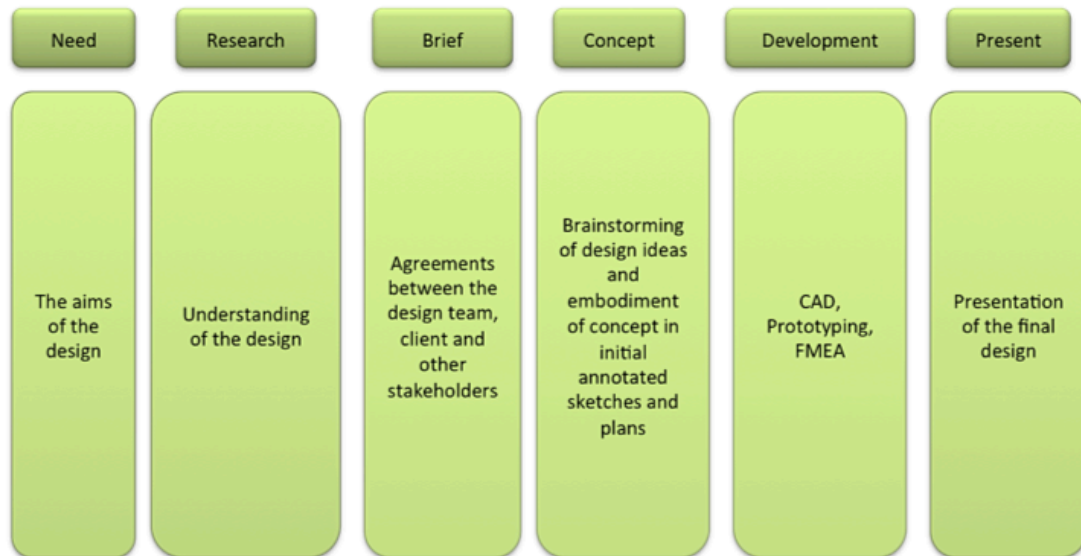 Need
Research
Brief
Concept
Development
Present
The aims
of the
design
Understanding
of the design
Agreements
between the
design team,
client and
other
stakeholders
Brainstorming
of design ideas
and
embodiment
of concept in
initial
annotated
sketches and
plans
CAD,
Prototyping,
FMEA
Presentation
of the final
design